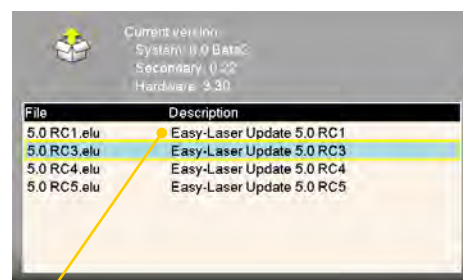 Current version
System: 0.0 Beta2
Secondary: 0.22
Hardware: 3.30
File Description
5.0 RC1.elu Easy-Laser Update 5.0 RC1
5.0 RC3.elu Easy-Laser Update 5.0 RC3
5.0 RC4.elu Easy-Laser Update 5.0 RC4
5.0 RC5.elu Easy-Laser Update 5.0 RC5